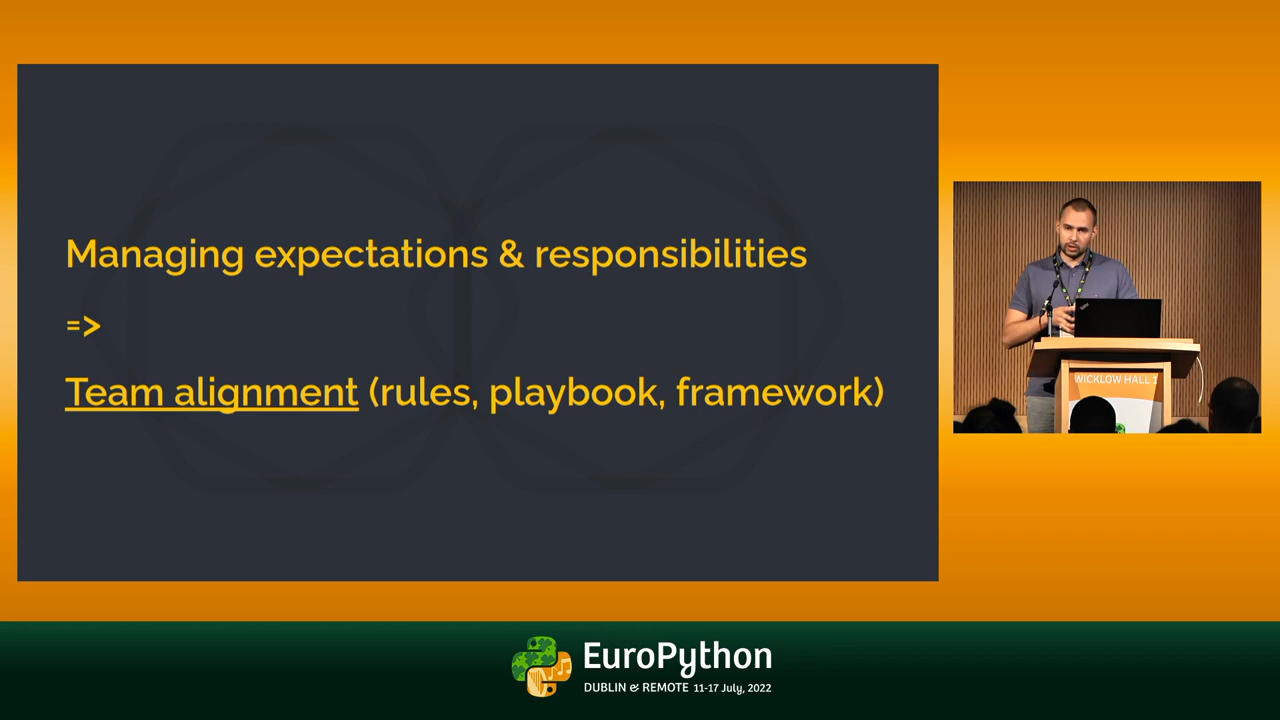 Managing expectations & responsibilities
=>
Team alignment (rules, playbook, framework)
WICKLOW HALL 1
EuroPython
DUBLIN & REMOTE 11-17 July, 2022